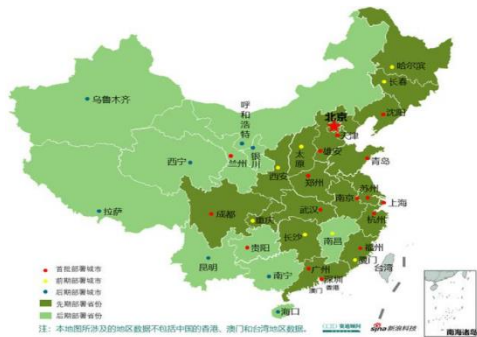 哈尔滨
长春
乌鲁木齐
呼和浩特
北京
沈阳
天津
银川
太原
雄安
西宁
兰州
青岛
西安
郑州
苏州
南京
上海
拉萨
成都
武汉
杭州
重庆
长沙
南昌
贵阳
福州
昆明
厦门
台湾
广州
南宁
深圳
澳门
香港
海口
首批部署城市
前期部署城市
后期部署城市
先期部署省份
后期部署省份
注：本地图所涉及的地区数据不包括中国的香港、澳门和台湾地区数据。
sina新浪科技
南海诸岛